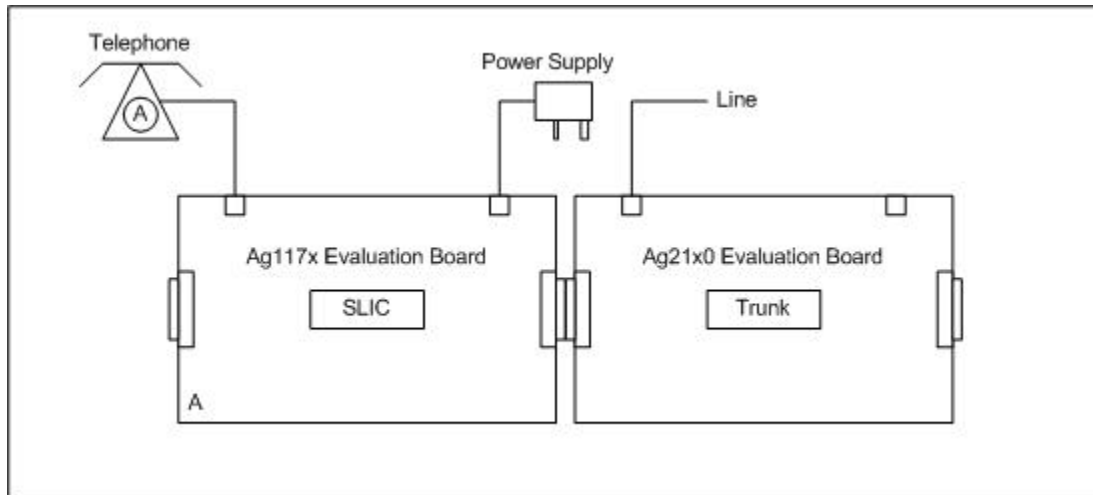 Telephone
A
Power Supply
Line
Ag117x Evaluation Board
SLIC
A
Ag21x0 Evaluation Board
Trunk